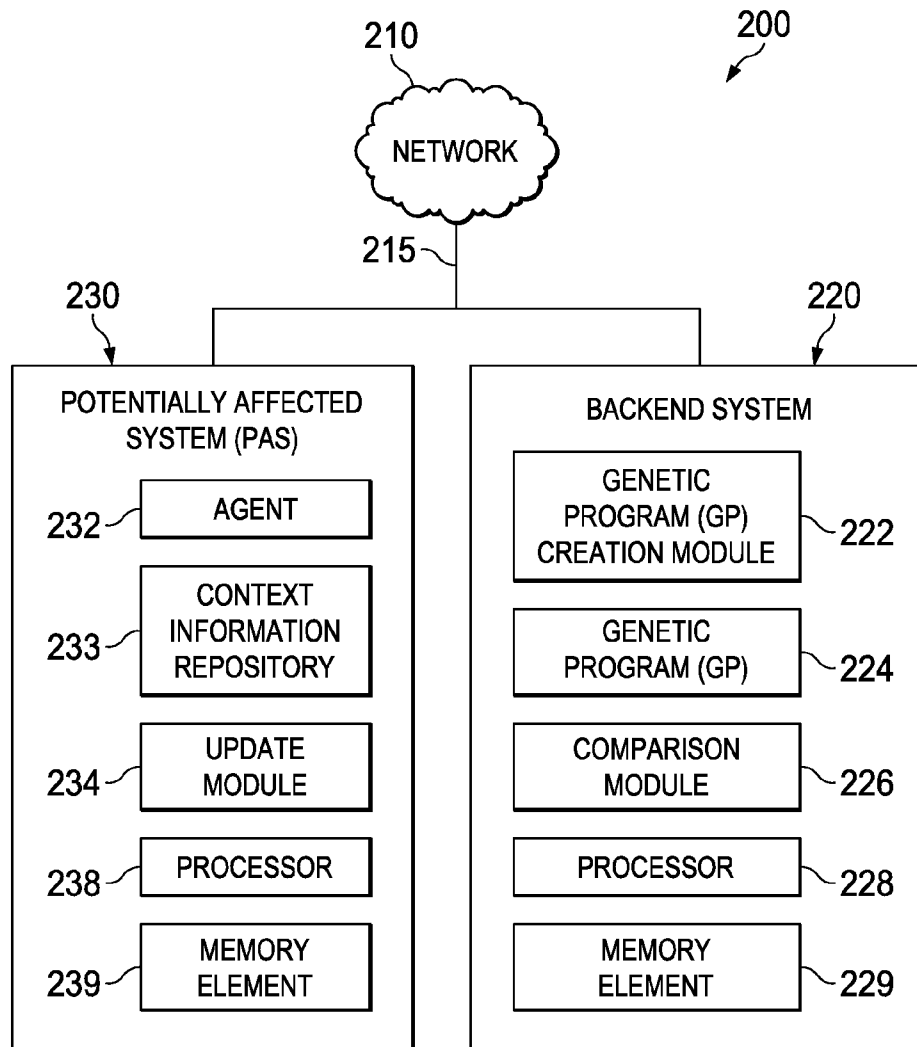 200
210
NETWORK
215
230
220
POTENTIALLY AFFECTED
SYSTEM (PAS)
232
AGENT
233
CONTEXT
INFORMATION
REPOSITORY
234
UPDATE
MODULE
238
PROCESSOR
239
MEMORY
ELEMENT
BACKEND SYSTEM
GENETIC
PROGRAM (GP)
CREATION MODULE
222
GENETIC
PROGRAM (GP)
224
COMPARISON
MODULE
226
PROCESSOR
228
MEMORY
ELEMENT
229